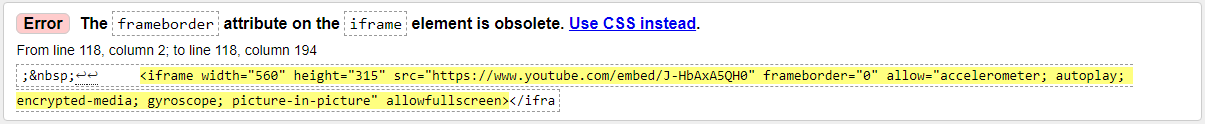 Error The frameborder attribute on the iframe element is obsolete. Use CSS instead.
From line 118, column 2; to line 118, column 194
;&nbsp;↩↩ <iframe width="560" height="315" src="https://www.youtube.com/embed/J-HbAxA5QH0" frameborder="0" allow="accelerometer; autoplay;
encrypted-media; gyroscope; picture-in-picture" allowfullscreen></ifra